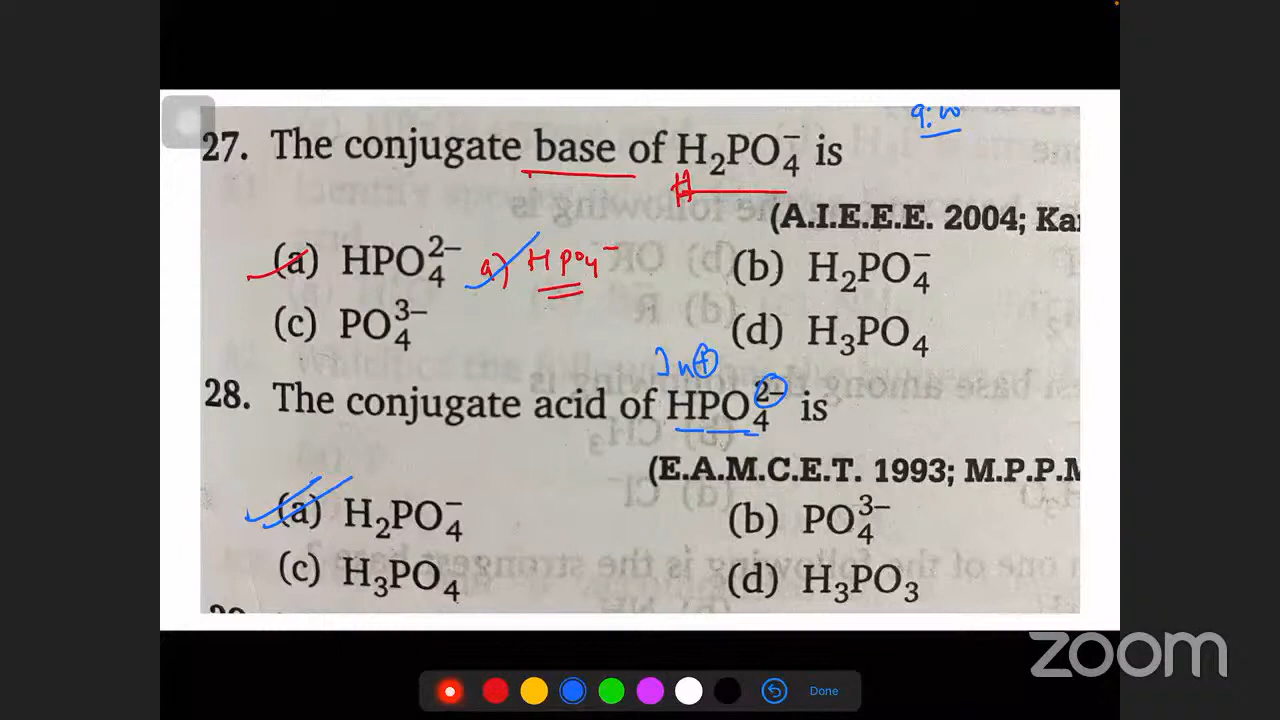 9:10
27. The conjugate base of H₂PO₄⁻ is
H
(A.I.E.E.E. 2004; Kar
(a) HPO₄²⁻ a) HPO₄⁻ (b) H₂PO₄⁻
(c) PO₄³⁻ (d) H₃PO₄
28. The conjugate acid of HPO₄²⁻ is
(E.A.M.C.E.T. 1993; M.P.P.M
(a) H₂PO₄⁻ (b) PO₄³⁻
(c) H₃PO₄ (d) H₃PO₃
zoom
Done